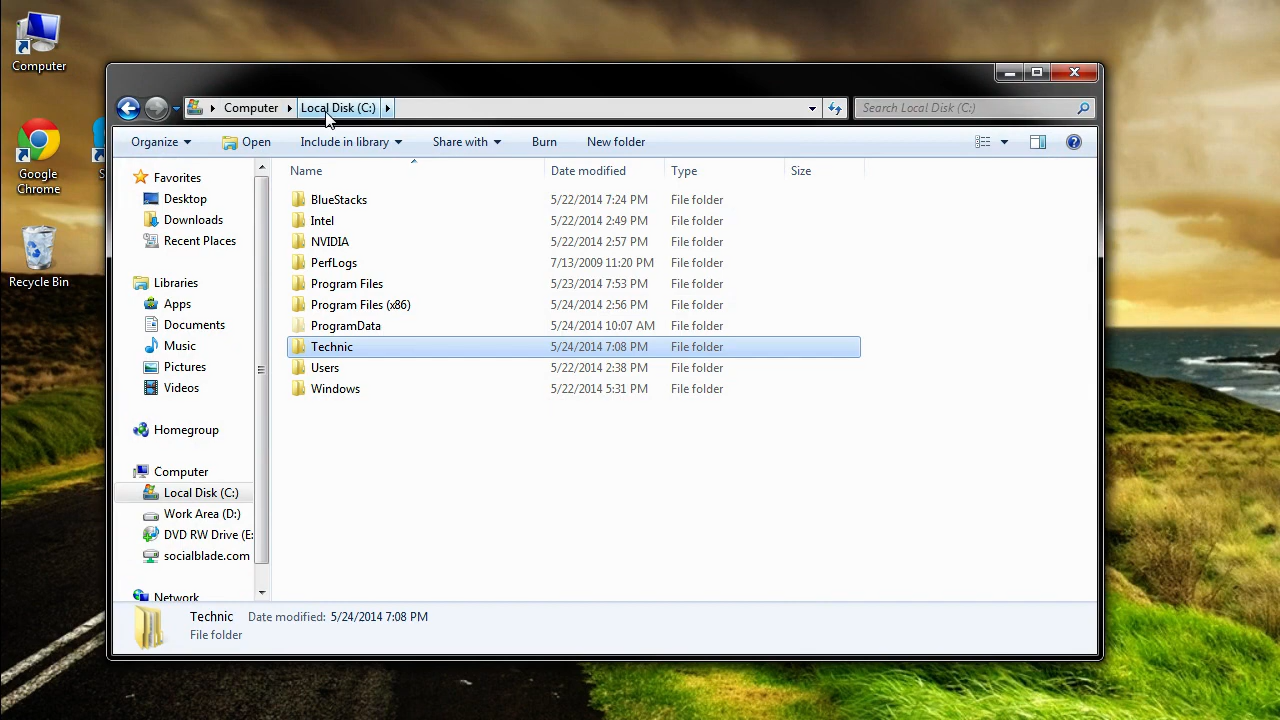 Computer
Google Chrome
S
Recycle Bin
Computer Local Disk (C:)
Search Local Disk (C:)
Organize Open Include in library Share with Burn New folder
Name Date modified Type Size
Favorites
Desktop
Downloads
Recent Places
Libraries
Apps
Documents
Music
Pictures
Videos
Homegroup
Computer
Local Disk (C:)
Work Area (D:)
DVD RW Drive (E:
socialblade.com
Network
BlueStacks 5/22/2014 7:24 PM File folder
Intel 5/22/2014 2:49 PM File folder
NVIDIA 5/22/2014 2:57 PM File folder
PerfLogs 7/13/2009 11:20 PM File folder
Program Files 5/23/2014 7:53 PM File folder
Program Files (x86) 5/24/2014 2:56 PM File folder
ProgramData 5/24/2014 10:07 AM File folder
Technic 5/24/2014 7:08 PM File folder
Users 5/22/2014 2:38 PM File folder
Windows 5/22/2014 5:31 PM File folder
Technic Date modified: 5/24/2014 7:08 PM
File folder